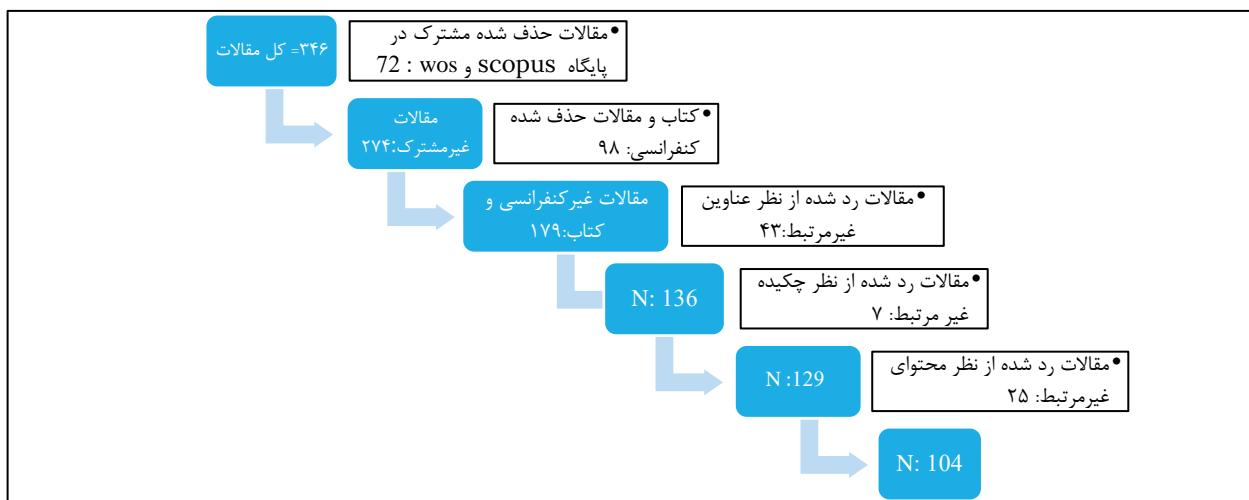 ۳۴۶= کل مقالات
•مقالات حذف شده مشترک در
پایگاه scopus و wos : 72
مقالات
غیرمشترک:۲۷۴
•کتاب و مقالات حذف شده
کنفرانسی: ۹۸
مقالات غیرکنفرانسی و
کتاب:۱۷۹
•مقالات رد شده از نظر عناوین
غیرمرتبط:۴۳
N: 136
•مقالات رد شده از نظر چکیده
غیر مرتبط: ۷
N :129
•مقالات رد شده از نظر محتوای
غیرمرتبط: ۲۵
N: 104